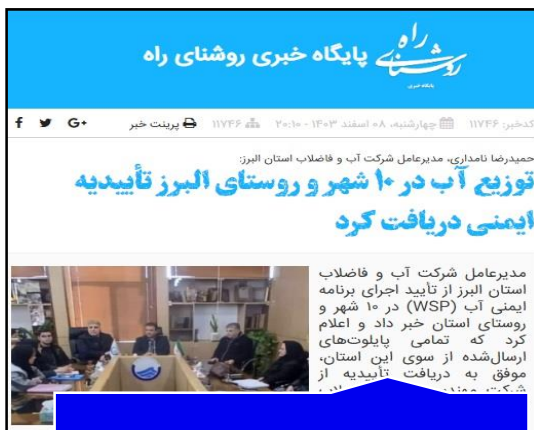 روشنای راه
پایگاه خبری
پایگاه خبری روشنای راه
کدخبر: ۱۱۷۴۶ چهارشنبه، ۰۸ اسفند ۱۴۰۳ - ۲۰:۱۰ ۱۱۷۴۶ پرینت خبر G+ f
حمیدرضا نامداری، مدیرعامل شرکت آب و فاضلاب استان البرز:
توزیع آب در ۱۰ شهر و روستای البرز تأییدیه
ایمنی دریافت کرد
مدیرعامل شرکت آب و فاضلاب
استان البرز از تأیید اجرای برنامه
ایمنی آب (WSP) در ۱۰ شهر و
روستای استان خبر داد و اعلام
کرد که تمامی پایلوت‌های
ارسال‌شده از سوی این استان،
موفق به دریافت تأییدیه از
شرکت